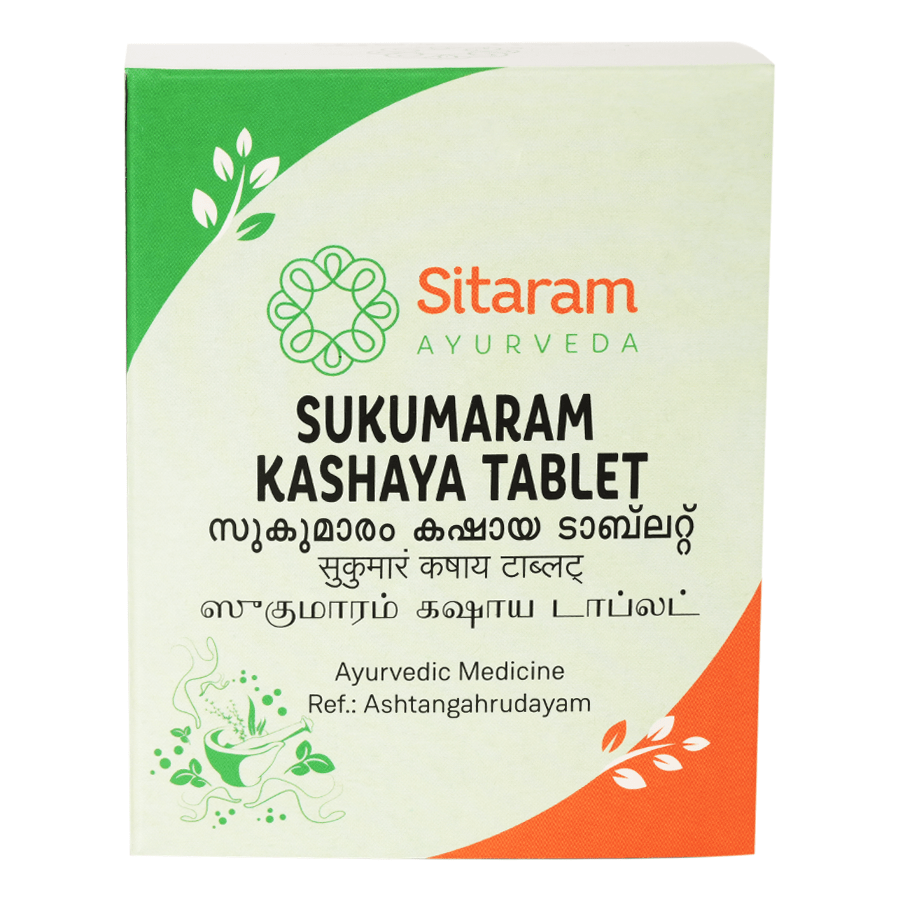 Sitaram
AYURVEDA
SUKUMARAM
KASHAYA TABLET
സുകുമാരം കഷായ ടാബ്‌ലറ്റ്
सुकुमारं कषाय टाब्लट्
ஸுகுமாரம் கஷாய டாப்லட்
Ayurvedic Medicine
Ref.: Ashtangahrudayam